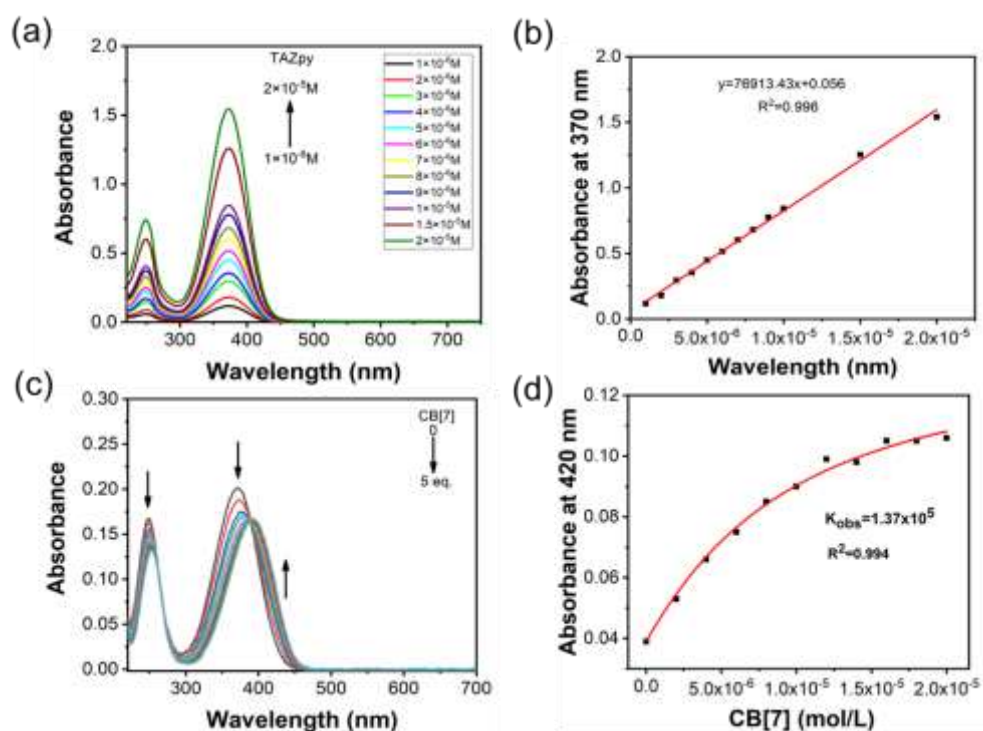 (a)
TAZpy
2×10⁻⁵M
1×10⁻⁶M
1×10⁻⁶M
2×10⁻⁶M
3×10⁻⁶M
4×10⁻⁶M
5×10⁻⁶M
6×10⁻⁶M
7×10⁻⁶M
8×10⁻⁶M
9×10⁻⁶M
1×10⁻⁵M
1.5×10⁻⁵M
2×10⁻⁵M
Absorbance
2.0
1.5
1.0
0.5
0.0
300 400 500 600 700
Wavelength (nm)
(b)
y=76913.43x+0.056
R²=0.996
Absorbance at 370 nm
2.0
1.5
1.0
0.5
0.0
0.0 5.0x10⁻⁶ 1.0x10⁻⁵ 1.5x10⁻⁵ 2.0x10⁻⁵
Wavelength (nm)
(c)
CB[7]
0
5 eq.
Absorbance
0.30
0.25
0.20
0.15
0.10
0.05
0.00
300 400 500 600 700
Wavelength (nm)
(d)
K_obs=1.37x10⁵
R²=0.994
Absorbance at 420 nm
0.12
0.10
0.08
0.06
0.04
0.0 5.0x10⁻⁶ 1.0x10⁻⁵ 1.5x10⁻⁵ 2.0x10⁻⁵
CB[7] (mol/L)